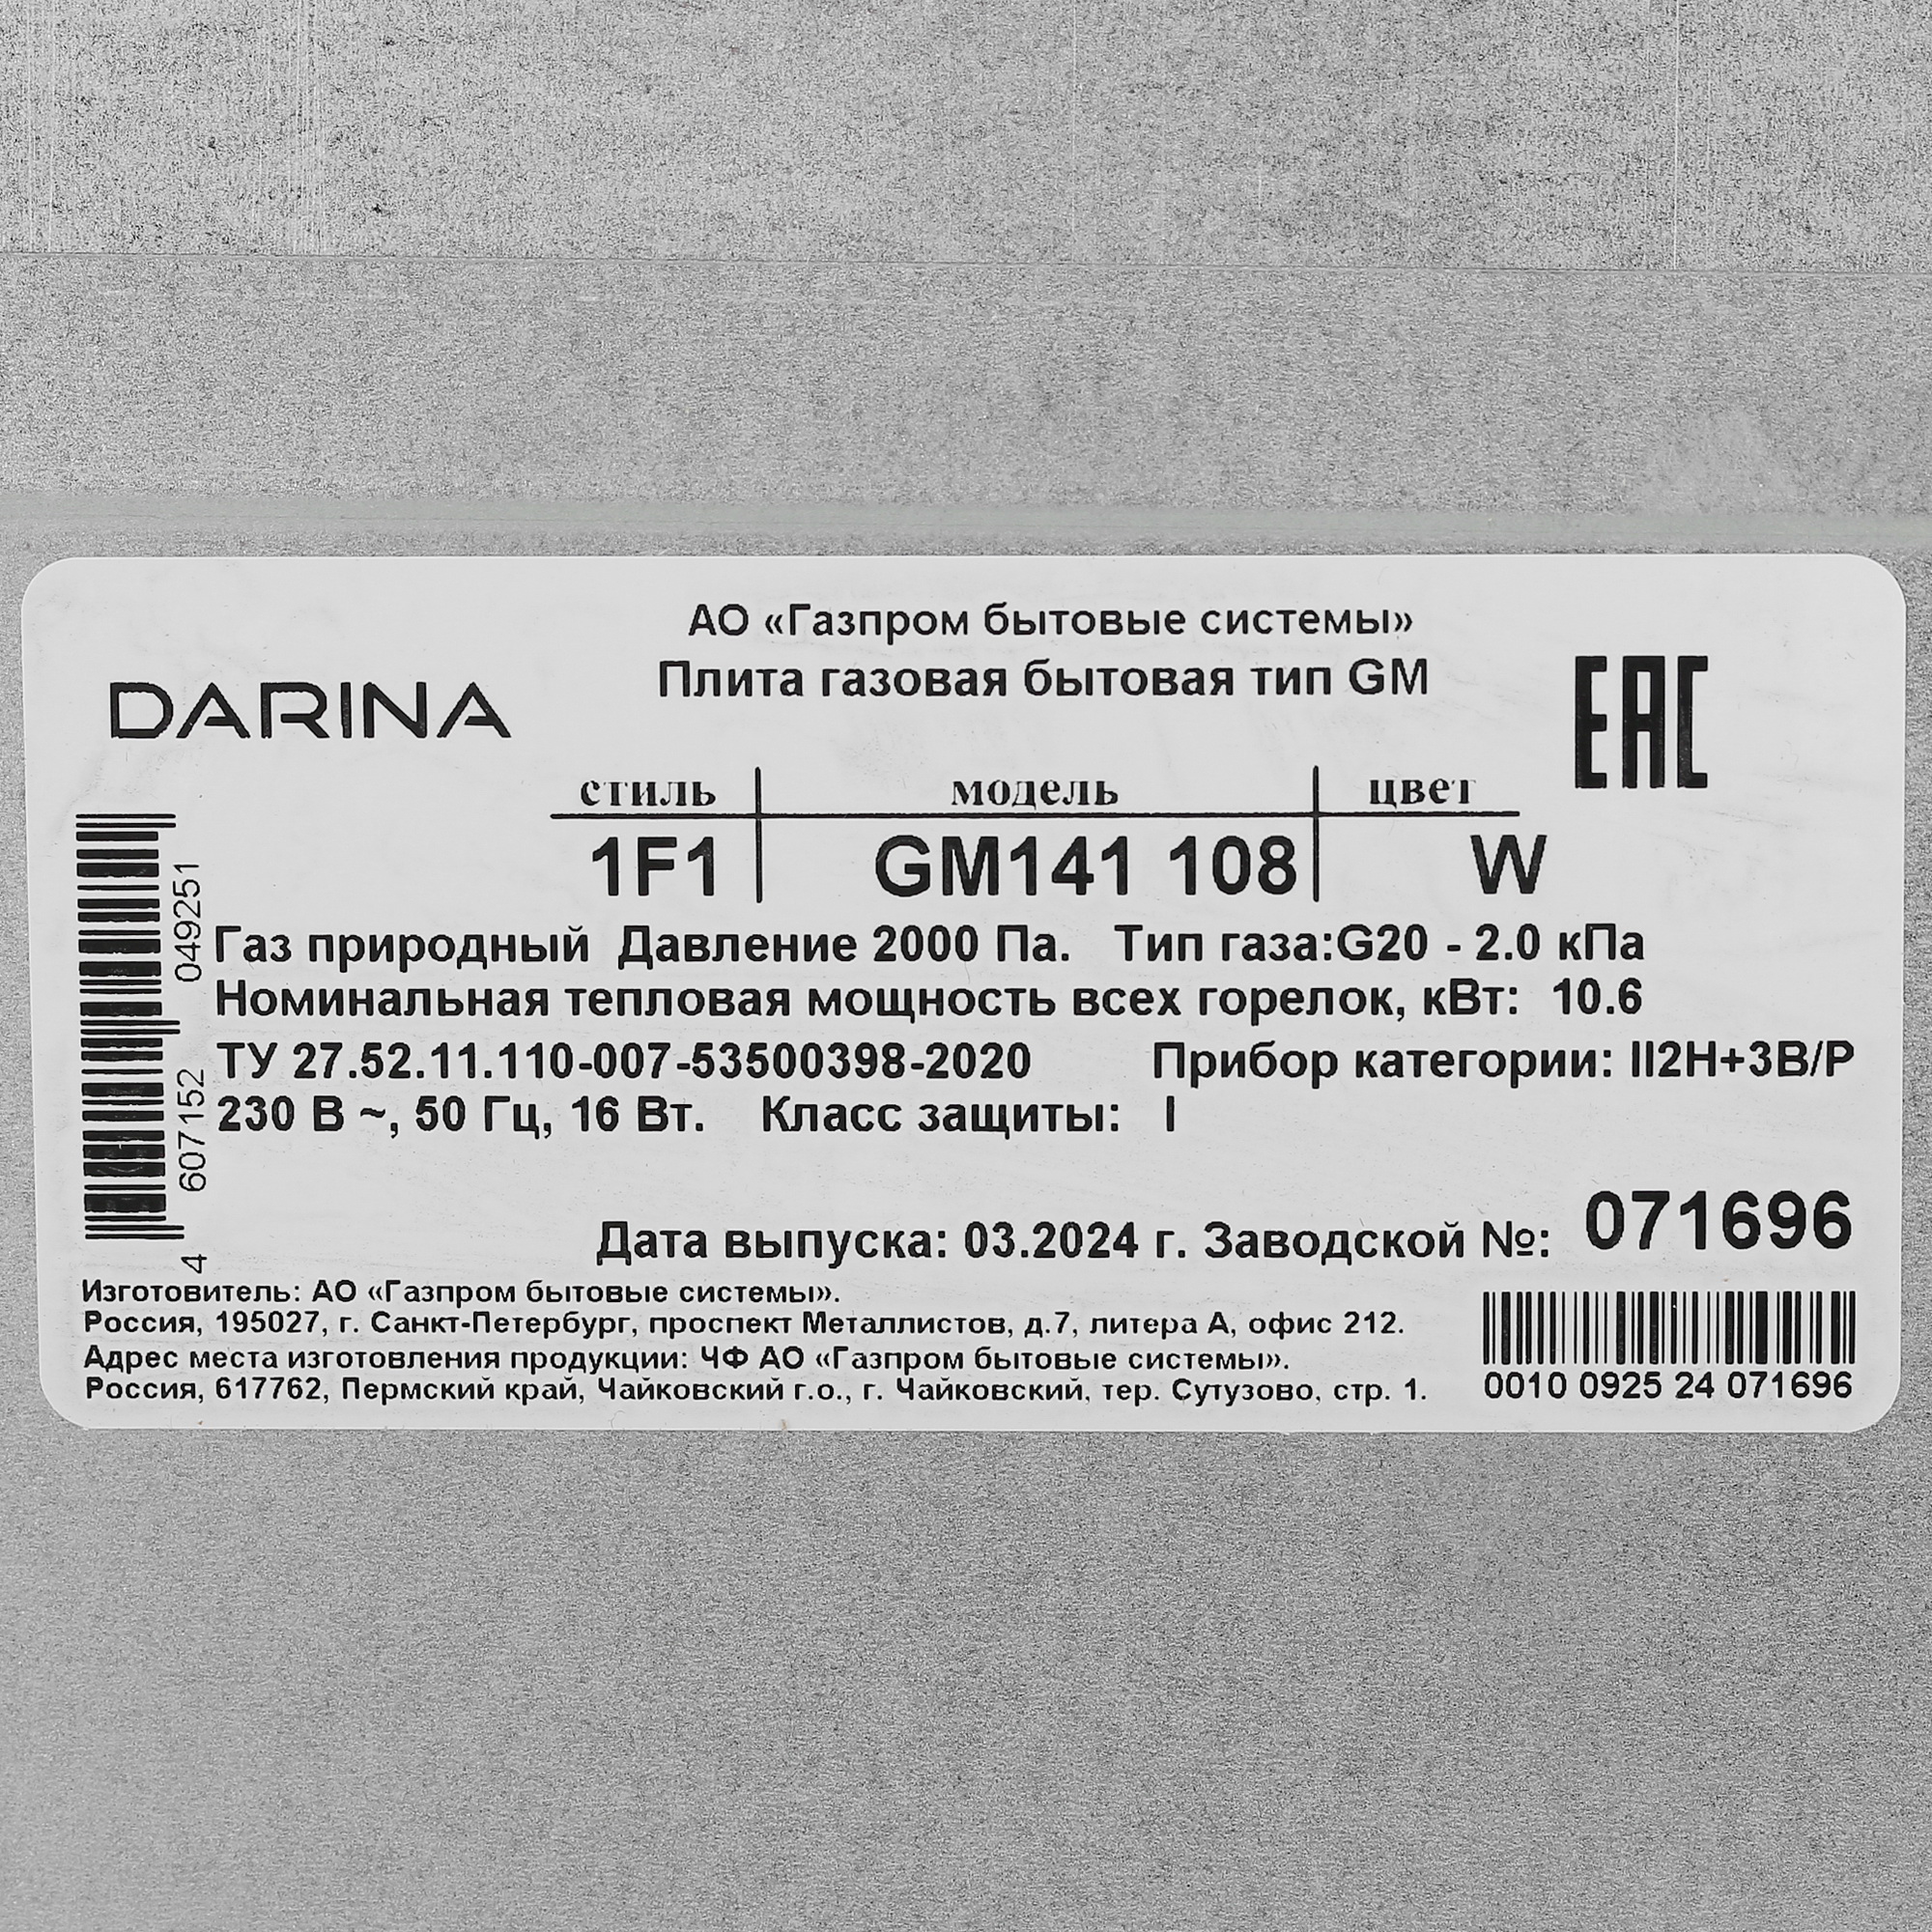 АО «Газпром бытовые системы»
Плита газовая бытовая тип GM
DARINA
EAC
стиль модель цвет
1F1 GM141 108 W
4 607152 049251
Газ природный Давление 2000 Па. Тип газа:G20 - 2.0 кПа
Номинальная тепловая мощность всех горелок, кВт: 10.6
ТУ 27.52.11.110-007-53500398-2020 Прибор категории: II2H+3B/P
230 В ~, 50 Гц, 16 Вт. Класс защиты: I
Дата выпуска: 03.2024 г. Заводской №: 071696
Изготовитель: АО «Газпром бытовые системы».
Россия, 195027, г. Санкт-Петербург, проспект Металлистов, д.7, литера А, офис 212.
Адрес места изготовления продукции: ЧФ АО «Газпром бытовые системы».
Россия, 617762, Пермский край, Чайковский г.о., г. Чайковский, тер. Сутузово, стр. 1.
0010 0925 24 071696